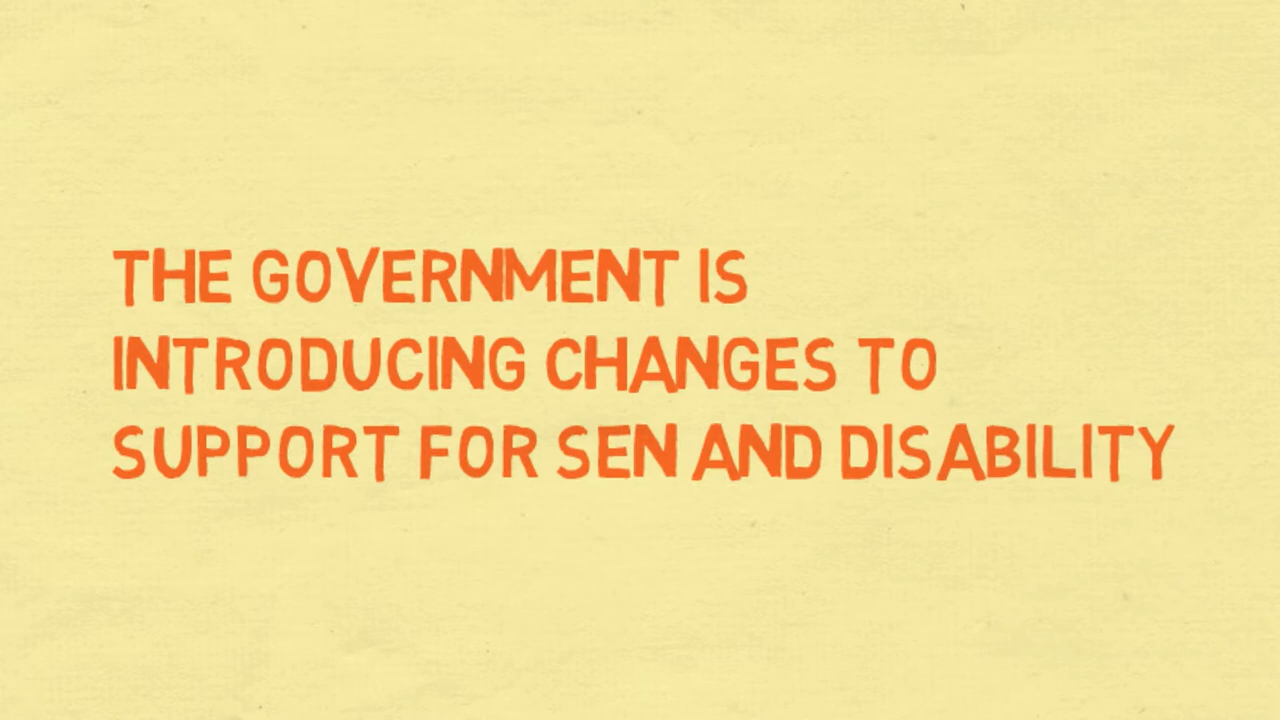 THE GOVERNMENT IS
INTRODUCING CHANGES TO
SUPPORT FOR SEN AND DISABILITY